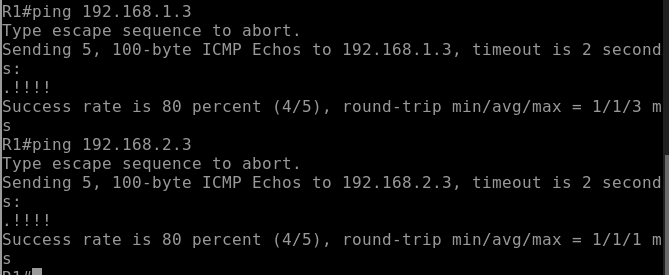 R1#ping 192.168.1.3
Type escape sequence to abort.
Sending 5, 100-byte ICMP Echos to 192.168.1.3, timeout is 2 second
s:
.!!!!
Success rate is 80 percent (4/5), round-trip min/avg/max = 1/1/3 m
s
R1#ping 192.168.2.3
Type escape sequence to abort.
Sending 5, 100-byte ICMP Echos to 192.168.2.3, timeout is 2 second
s:
.!!!!
Success rate is 80 percent (4/5), round-trip min/avg/max = 1/1/1 m
s
R1#